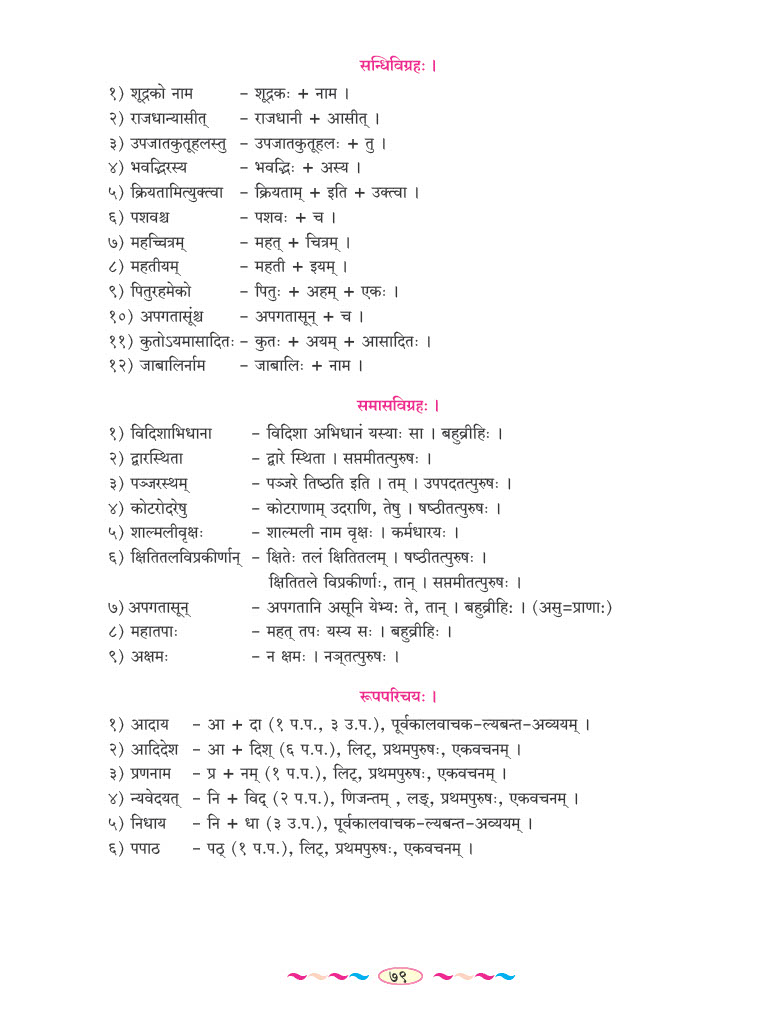 सन्धिविग्रहः ।
१) शूद्रको नाम – शूद्रकः + नाम ।
२) राजधान्यासीत् – राजधानी + आसीत् ।
३) उपजातकुतूहलस्तु – उपजातकुतूहलः + तु ।
४) भवद्भिरस्य – भवद्भिः + अस्य ।
५) क्रियतामित्युक्त्वा – क्रियताम् + इति + उक्त्वा ।
६) पशवश्च – पशवः + च ।
७) महच्चित्रम् – महत् + चित्रम् ।
८) महतीयम् – महती + इयम् ।
९) पितुरहमेको – पितुः + अहम् + एकः ।
१०) अपगतासूंश्च – अपगतासून् + च ।
११) कुतोऽयमासादितः – कुतः + अयम् + आसादितः ।
१२) जाबालिर्नाम – जाबालिः + नाम ।
समासविग्रहः ।
१) विदिशाभिधाना – विदिशा अभिधानं यस्याः सा । बहुव्रीहिः ।
२) द्वारस्थिता – द्वारे स्थिता । सप्तमीतत्पुरुषः ।
३) पञ्जरस्थम् – पञ्जरे तिष्ठति इति । तम् । उपपदतत्पुरुषः ।
४) कोटरोदरेषु – कोटराणाम् उदराणि, तेषु । षष्ठीतत्पुरुषः ।
५) शाल्मलीवृक्षः – शाल्मली नाम वृक्षः । कर्मधारयः ।
६) क्षितितलविप्रकीर्णान् – क्षितेः तलं क्षितितलम् । षष्ठीतत्पुरुषः ।
क्षितितले विप्रकीर्णाः, तान् । सप्तमीतत्पुरुषः ।
७) अपगतासून् – अपगतानि असूनि येभ्य: ते, तान् । बहुव्रीहि: । (असु=प्राणा:)
८) महातपाः – महत् तपः यस्य सः । बहुव्रीहिः ।
९) अक्षमः – न क्षमः । नञ्तत्पुरुषः ।
रूपपरिचयः ।
१) आदाय – आ + दा (१ प.प., ३ उ.प.), पूर्वकालवाचक-ल्यबन्त-अव्ययम् ।
२) आदिदेश – आ + दिश् (६ प.प.), लिट्, प्रथमपुरुषः, एकवचनम् ।
३) प्रणनाम – प्र + नम् (१ प.प.), लिट्, प्रथमपुरुषः, एकवचनम् ।
४) न्यवेदयत् – नि + विद् (२ प.प.), णिजन्तम् , लङ्, प्रथमपुरुषः, एकवचनम् ।
५) निधाय – नि + धा (३ उ.प.), पूर्वकालवाचक-ल्यबन्त-अव्ययम् ।
६) पपाठ – पठ् (१ प.प.), लिट्, प्रथमपुरुषः, एकवचनम् ।
७९